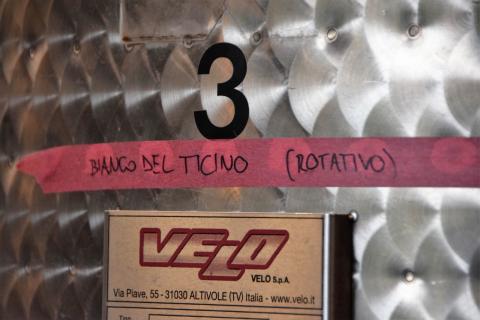 3
BIANCO DEL TICINO (ROTATIVO)
VELO
VELO S.p.A.
Via Piave, 55 - 31030 ALTIVOLE (TV) Italia - www.velo.it